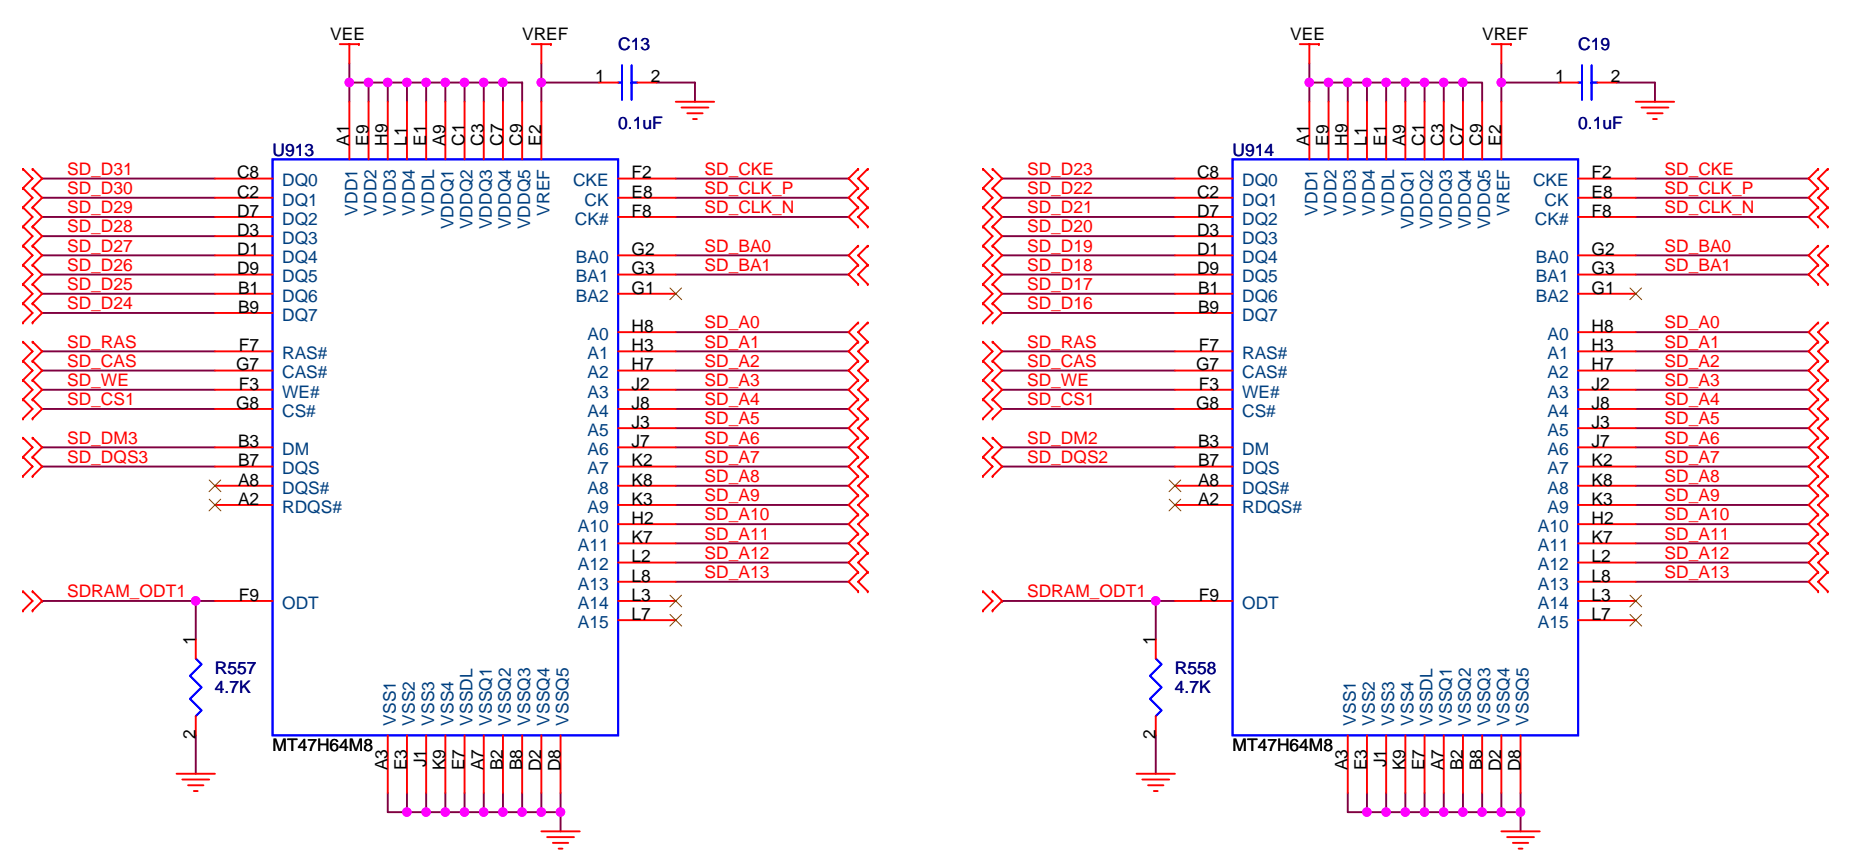 VEE
VREF
C13
1
2
0.1uF
A1 E9 H9 L1 E1 A9 C1 C3 C7 C9 E2
U913
VDD1 VDD2 VDD3 VDD4 VDDL VDDQ1 VDDQ2 VDDQ3 VDDQ4 VDDQ5 VREF
SD_D31 C8 DQ0
SD_D30 C2 DQ1
SD_D29 D7 DQ2
SD_D28 D3 DQ3
SD_D27 D1 DQ4
SD_D26 D9 DQ5
SD_D25 B1 DQ6
SD_D24 B9 DQ7
SD_RAS F7 RAS#
SD_CAS G7 CAS#
SD_WE F3 WE#
SD_CS1 G8 CS#
SD_DM3 B3 DM
SD_DQS3 B7 DQS
A8 DQS#
A2 RDQS#
SDRAM_ODT1 F9 ODT
1
R557
4.7K
2
CKE F2 SD_CKE
CK E8 SD_CLK_P
CK# F8 SD_CLK_N
BA0 G2 SD_BA0
BA1 G3 SD_BA1
BA2 G1
A0 H8 SD_A0
A1 H3 SD_A1
A2 H7 SD_A2
A3 J2 SD_A3
A4 J8 SD_A4
A5 J3 SD_A5
A6 J7 SD_A6
A7 K2 SD_A7
A8 K8 SD_A8
A9 K3 SD_A9
A10 H2 SD_A10
A11 K7 SD_A11
A12 L2 SD_A12
A13 L8 SD_A13
A14 L3
A15 L7
VSS1 VSS2 VSS3 VSS4 VSSDL VSSQ1 VSSQ2 VSSQ3 VSSQ4 VSSQ5
MT47H64M8
A3 E3 J1 K9 E7 A7 B2 B8 D2 D8
VEE
VREF
C19
1
2
0.1uF
A1 E9 H9 L1 E1 A9 C1 C3 C7 C9 E2
U914
VDD1 VDD2 VDD3 VDD4 VDDL VDDQ1 VDDQ2 VDDQ3 VDDQ4 VDDQ5 VREF
SD_D23 C8 DQ0
SD_D22 C2 DQ1
SD_D21 D7 DQ2
SD_D20 D3 DQ3
SD_D19 D1 DQ4
SD_D18 D9 DQ5
SD_D17 B1 DQ6
SD_D16 B9 DQ7
SD_RAS F7 RAS#
SD_CAS G7 CAS#
SD_WE F3 WE#
SD_CS1 G8 CS#
SD_DM2 B3 DM
SD_DQS2 B7 DQS
A8 DQS#
A2 RDQS#
SDRAM_ODT1 F9 ODT
1
R558
4.7K
2
CKE F2 SD_CKE
CK E8 SD_CLK_P
CK# F8 SD_CLK_N
BA0 G2 SD_BA0
BA1 G3 SD_BA1
BA2 G1
A0 H8 SD_A0
A1 H3 SD_A1
A2 H7 SD_A2
A3 J2 SD_A3
A4 J8 SD_A4
A5 J3 SD_A5
A6 J7 SD_A6
A7 K2 SD_A7
A8 K8 SD_A8
A9 K3 SD_A9
A10 H2 SD_A10
A11 K7 SD_A11
A12 L2 SD_A12
A13 L8 SD_A13
A14 L3
A15 L7
VSS1 VSS2 VSS3 VSS4 VSSDL VSSQ1 VSSQ2 VSSQ3 VSSQ4 VSSQ5
MT47H64M8
A3 E3 J1 K9 E7 A7 B2 B8 D2 D8